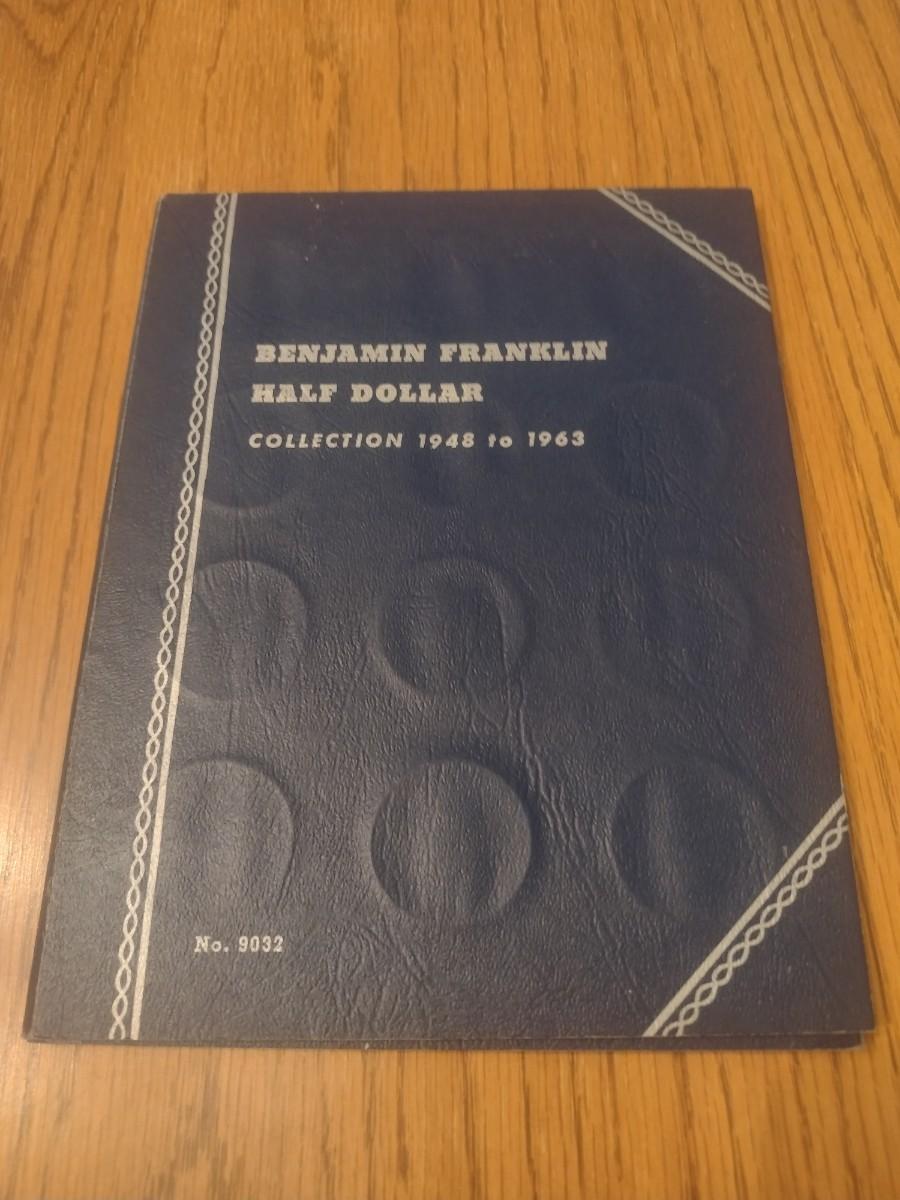 BENJAMIN FRANKLIN
HALF DOLLAR
COLLECTION 1948 to 1963
No. 9032